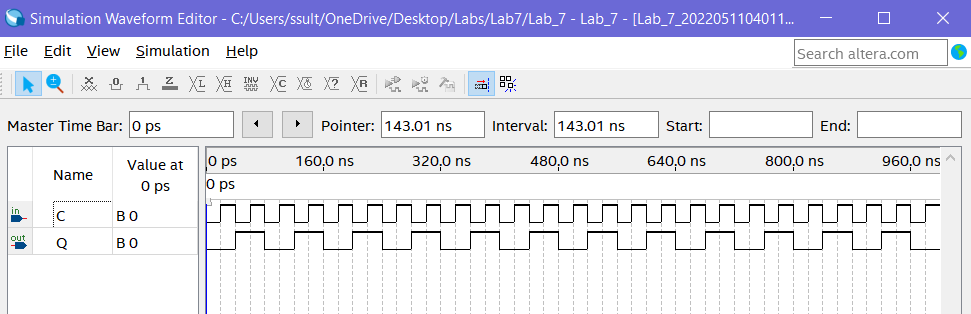 Simulation Waveform Editor - C:/Users/ssult/OneDrive/Desktop/Labs/Lab7/Lab_7 - Lab_7 - [Lab_7_2022051104011...
File Edit View Simulation Help
Search altera.com
Master Time Bar: 0 ps Pointer: 143.01 ns Interval: 143.01 ns Start: End:
Name Value at 0 ps
0 ps 160.0 ns 320.0 ns 480.0 ns 640.0 ns 800.0 ns 960.0 ns
0 ps
in C B 0
out Q B 0